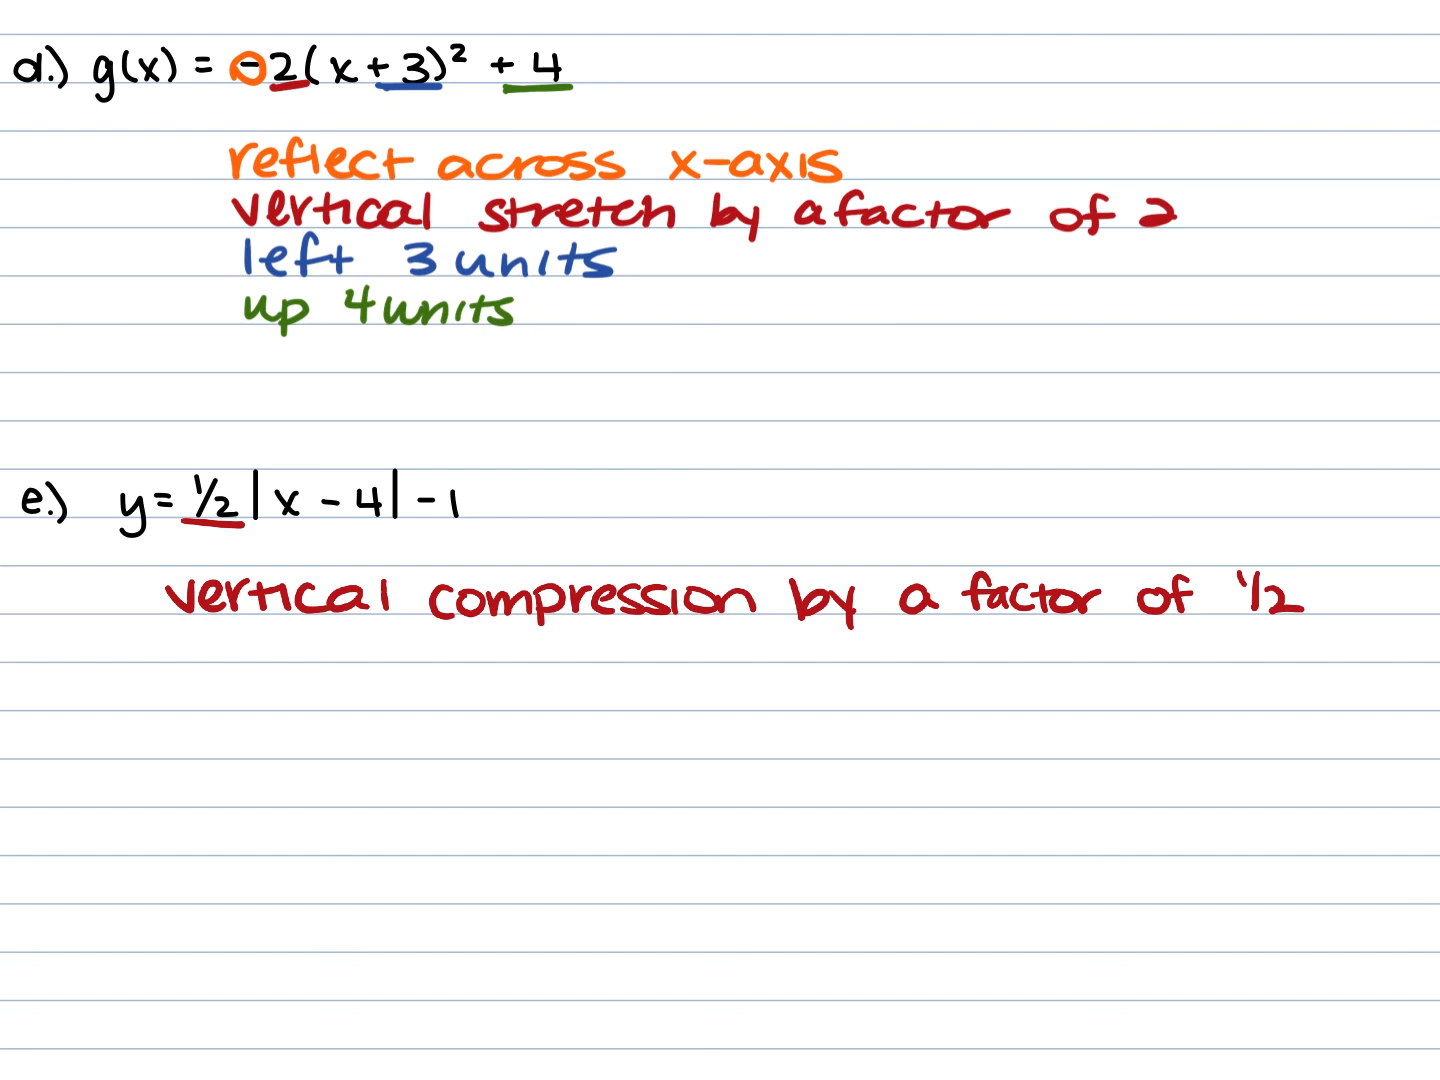 d.) g(x) = -2(x + 3)² + 4
reflect across x-axis
vertical stretch by a factor of 2
left 3 units
up 4 units
e.) y = ½|x - 4| - 1
vertical compression by a factor of ½